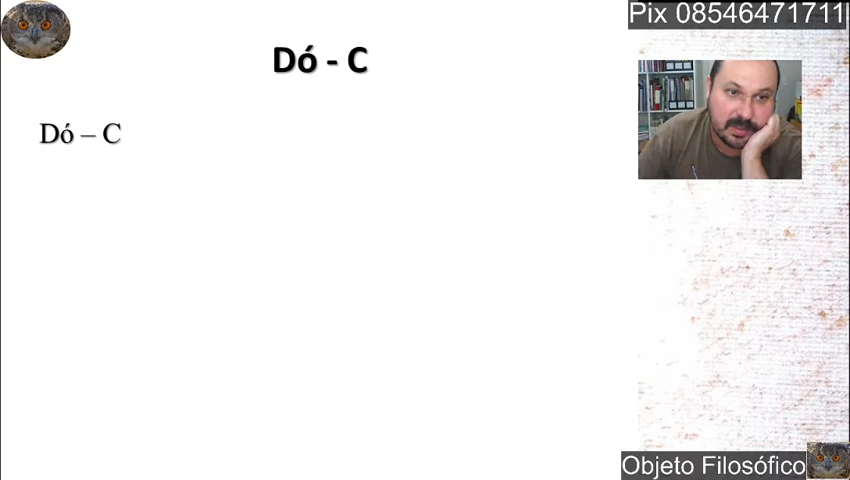 Pix 08546471711
Dó - C
Dó – C
Objeto Filosófico